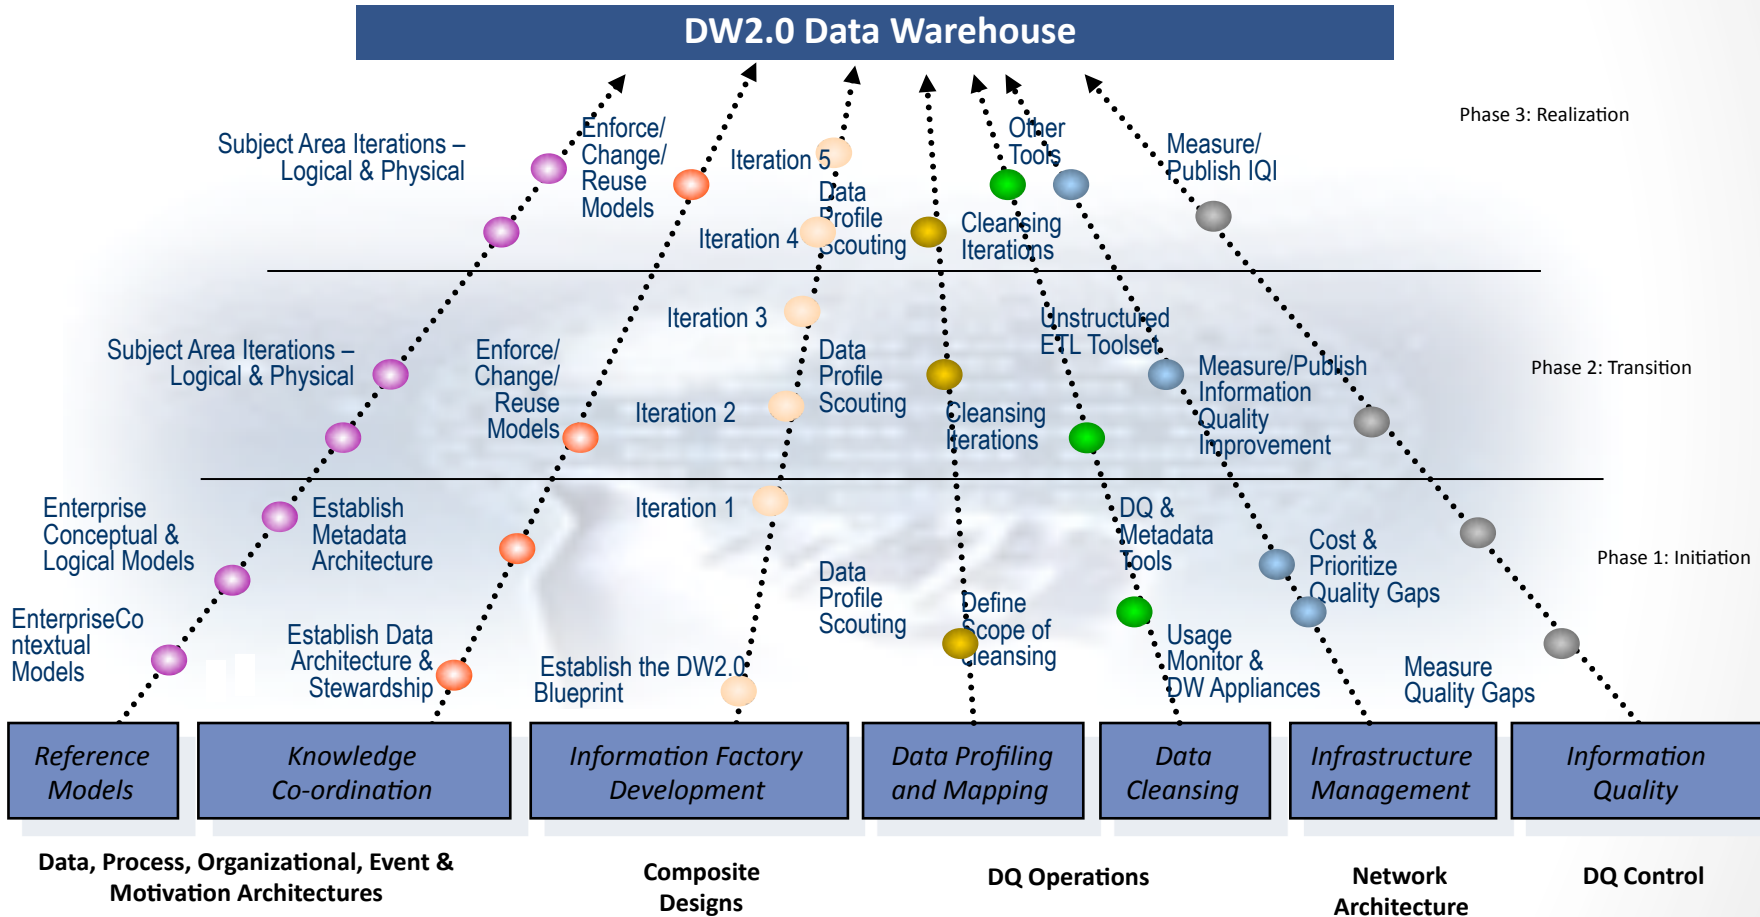 DW2.0 Data Warehouse
Phase 3: Realization
Subject Area Iterations –
Logical & Physical
Enforce/
Change/
Reuse
Models
Iteration 5
Data
Profile
Scouting
Iteration 4
Other
Tools
Cleansing
Iterations
Measure/
Publish IQI
Phase 2: Transition
Subject Area Iterations –
Logical & Physical
Enforce/
Change/
Reuse
Models
Iteration 3
Iteration 2
Data
Profile
Scouting
Cleansing
Iterations
Unstructured
ETL Toolset
Measure/Publish
Information
Quality
Improvement
Phase 1: Initiation
Enterprise
Conceptual &
Logical Models
Establish
Metadata
Architecture
Iteration 1
Data
Profile
Scouting
DQ &
Metadata
Tools
Cost &
Prioritize
Quality Gaps
EnterpriseCo
ntextual
Models
Establish Data
Architecture &
Stewardship
Establish the DW2.0
Blueprint
Define
Scope of
Cleansing
Usage
Monitor &
DW Appliances
Measure
Quality Gaps
Reference
Models
Knowledge
Co-ordination
Information Factory
Development
Data Profiling
and Mapping
Data
Cleansing
Infrastructure
Management
Information
Quality
Data, Process, Organizational, Event &
Motivation Architectures
Composite
Designs
DQ Operations
Network
Architecture
DQ Control